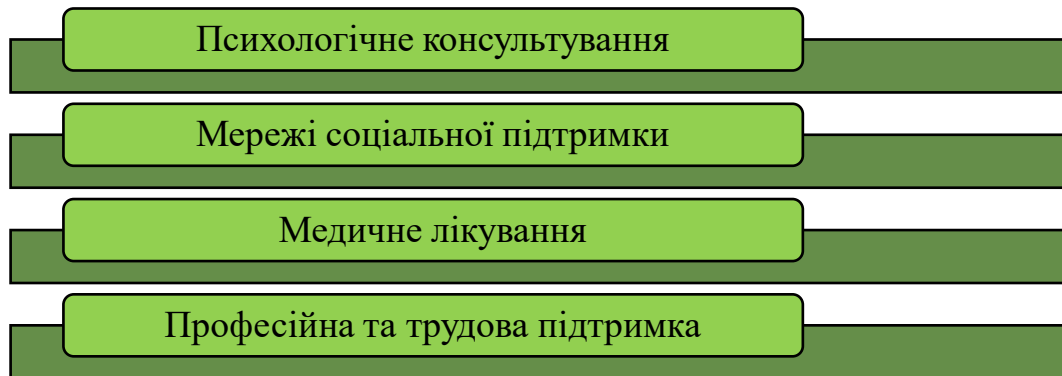 Психологічне консультування
Мережі соціальної підтримки
Медичне лікування
Професійна та трудова підтримка